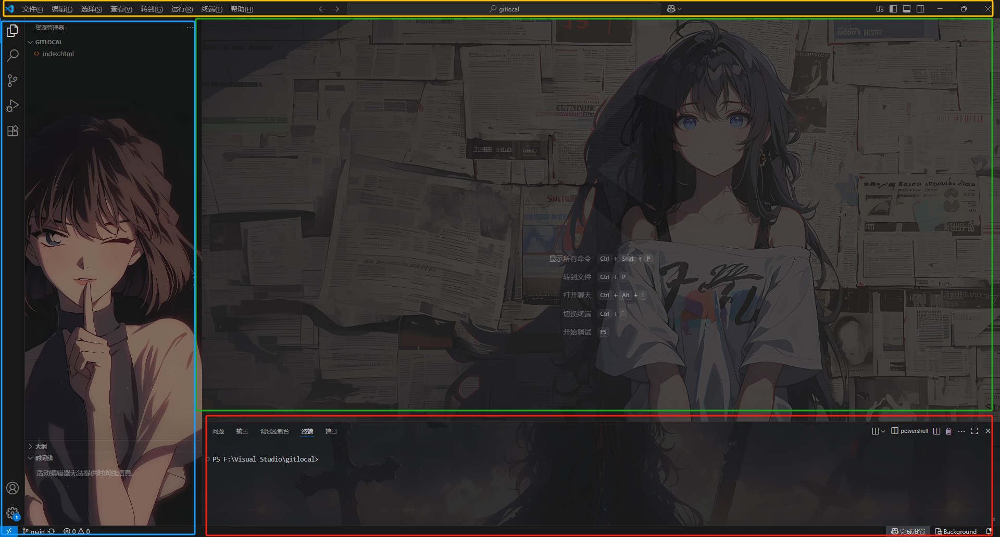 文件(F) 编辑(E) 选择(S) 查看(V) 转到(G) 运行(R) 终端(T) 帮助(H) gitlocal
资源管理器
GITLOCAL
index.html
显示所有命令 Ctrl + Shift + P
转到文件 Ctrl + P
打开聊天 Ctrl + Alt + I
切换终端 Ctrl + `
开始调试 F5
问题 输出 调试控制台 终端 端口 powershell
PS F:\Visual Studio\gitlocal>
大纲
时间线
活动编辑器无法提供时间线信息。
1
main 0 0 完成设置 Background